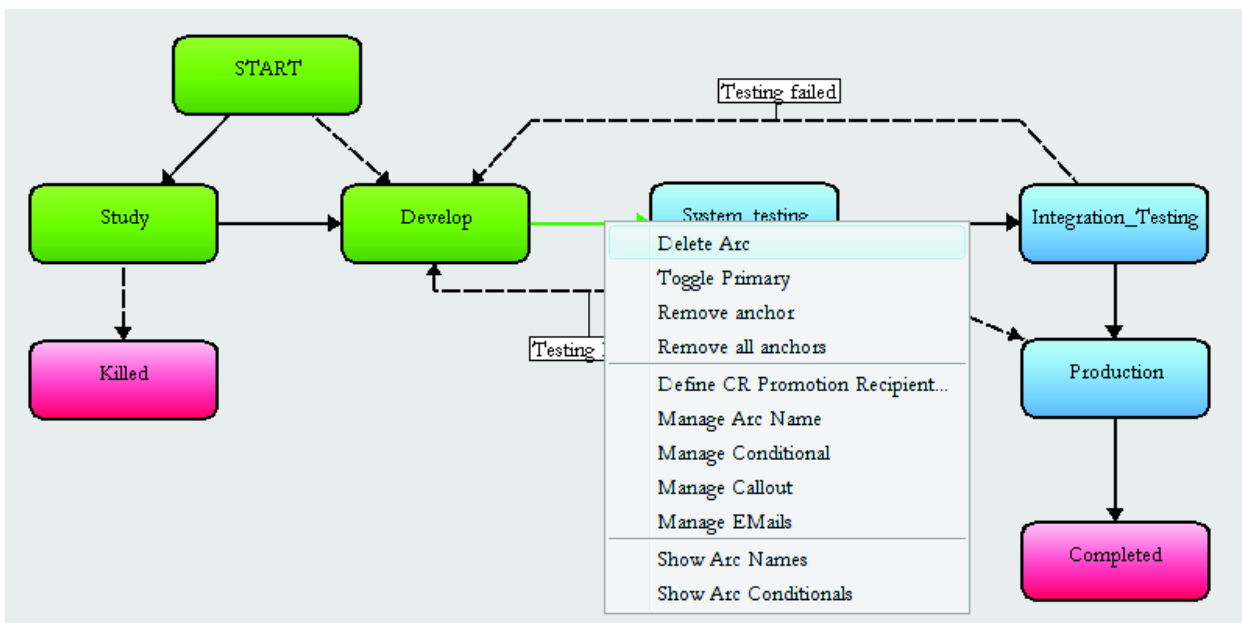 START
Testing failed
Study
Develop
System_testing
Integration_Testing
Delete Arc
Toggle Primary
Remove anchor
Remove all anchors
Testing
Killed
Production
Define CR Promotion Recipient...
Manage Arc Name
Manage Conditional
Manage Callout
Manage EMails
Completed
Show Arc Names
Show Arc Conditionals